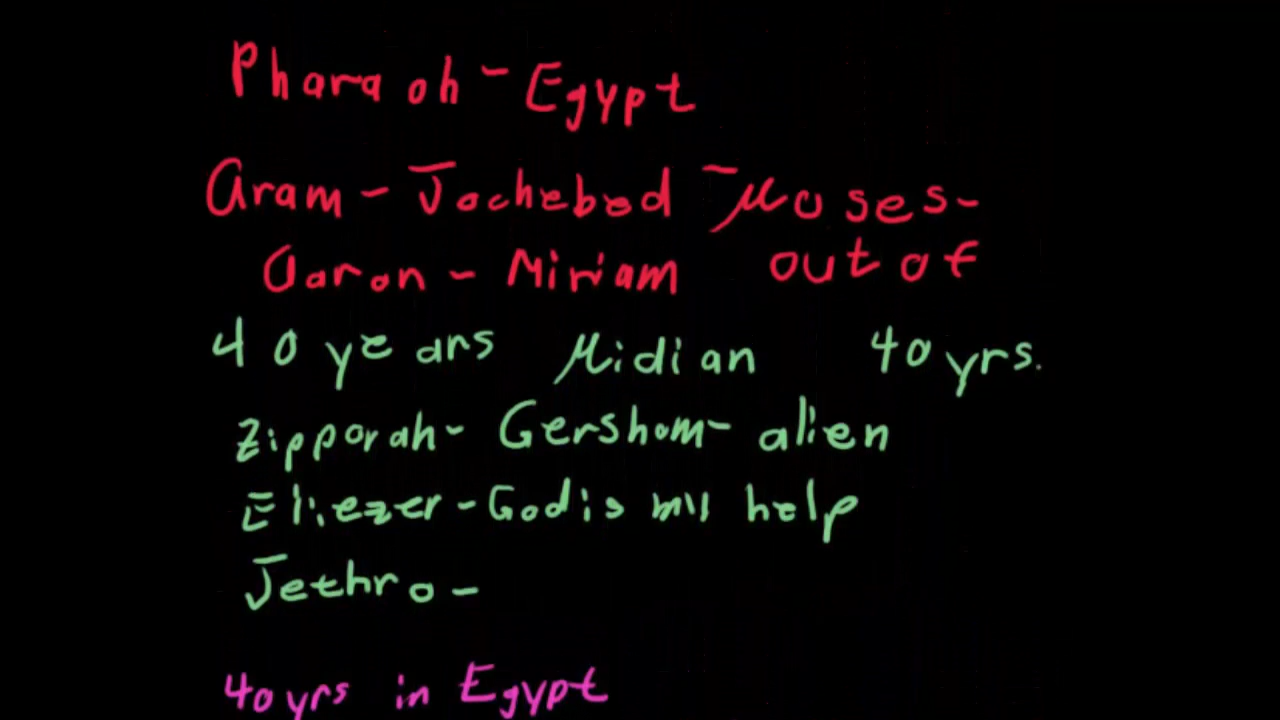 Pharaoh - Egypt
Aram - Jochebed - Moses -
Aaron - Miriam out of
40 years Midian 40 yrs.
Zipporah - Gershom - alien
Eliezer - God is my help
Jethro -
40 yrs in Egypt